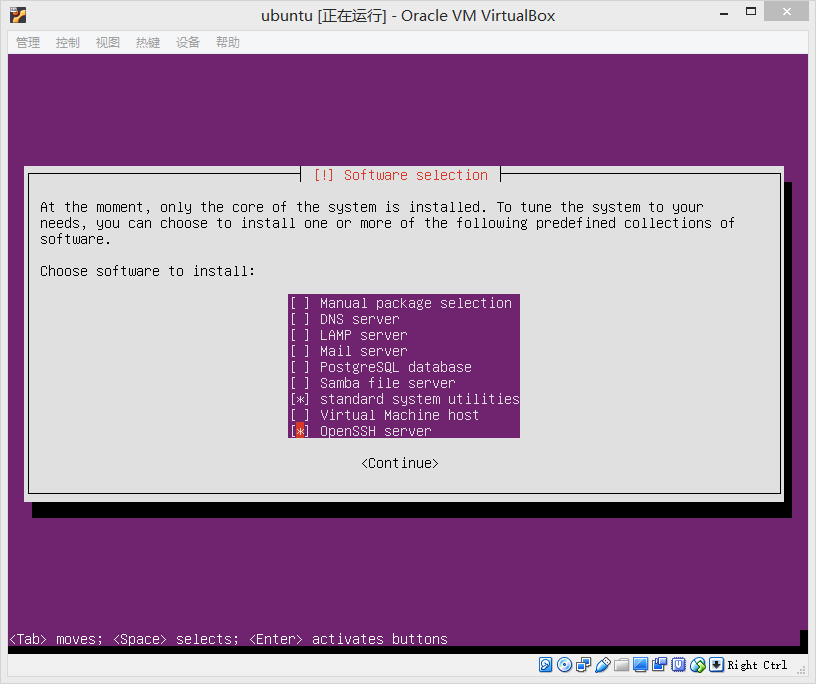 ubuntu [正在运行] - Oracle VM VirtualBox
管理 控制 视图 热键 设备 帮助
[!] Software selection
At the moment, only the core of the system is installed. To tune the system to your
needs, you can choose to install one or more of the following predefined collections of
software.
Choose software to install:
[ ] Manual package selection
[ ] DNS server
[ ] LAMP server
[ ] Mail server
[ ] PostgreSQL database
[ ] Samba file server
[*] standard system utilities
[ ] Virtual Machine host
[*] OpenSSH server
<Continue>
<Tab> moves; <Space> selects; <Enter> activates buttons
Right Ctrl